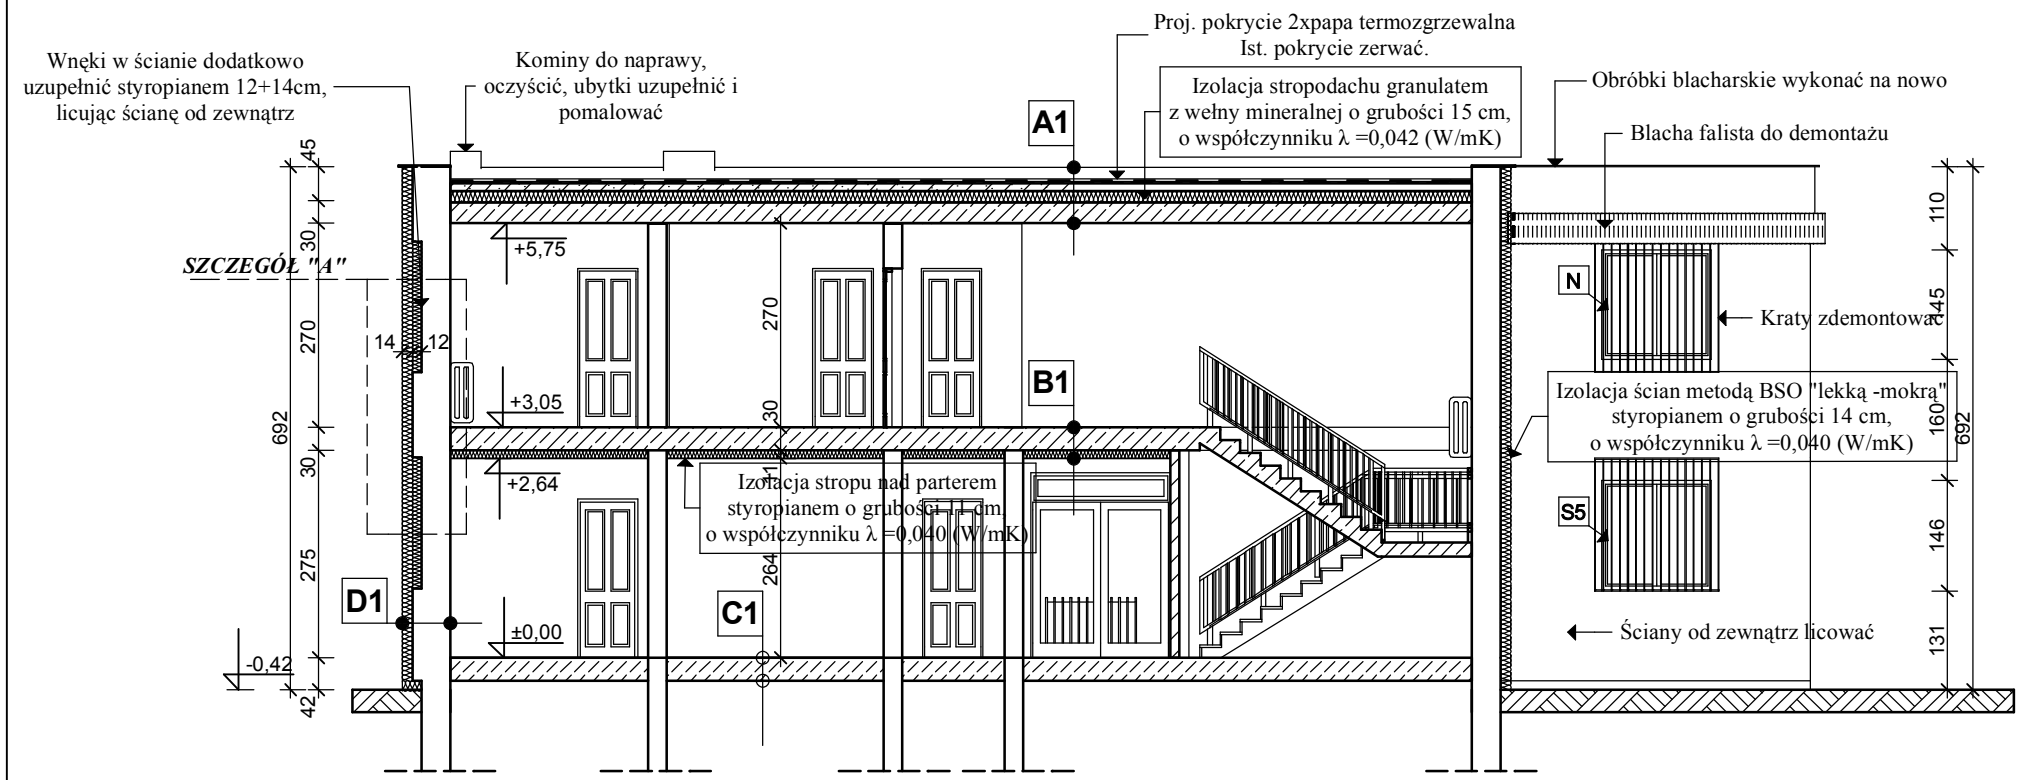 Wnęki w ścianie dodatkowo
uzupełnić styropianem 12+14cm,
licując ścianę od zewnątrz
Kominy do naprawy,
oczyścić, ubytki uzupełnić i
pomalować
Proj. pokrycie 2xpapa termozgrzewalna
Ist. pokrycie zerwać.
Izolacja stropodachu granulatem
z wełny mineralnej o grubości 15 cm,
o współczynniku λ =0,042 (W/mK)
Obróbki blacharskie wykonać na nowo
Blacha falista do demontażu
A1
45
30
270
692
30
275
42
SZCZEGÓŁ "A"
14
12
+5,75
270
N
Kraty zdemontować
110
145
160
692
146
131
+3,05
30
B1
Izolacja ścian metodą BSO "lekką -mokrą"
styropianem o grubości 14 cm,
o współczynniku λ =0,040 (W/mK)
+2,64
11
Izolacja stropu nad parterem
styropianem o grubości 11 cm,
o współczynniku λ =0,040 (W/mK)
264
S5
D1
C1
±0,00
-0,42
Ściany od zewnątrz licować